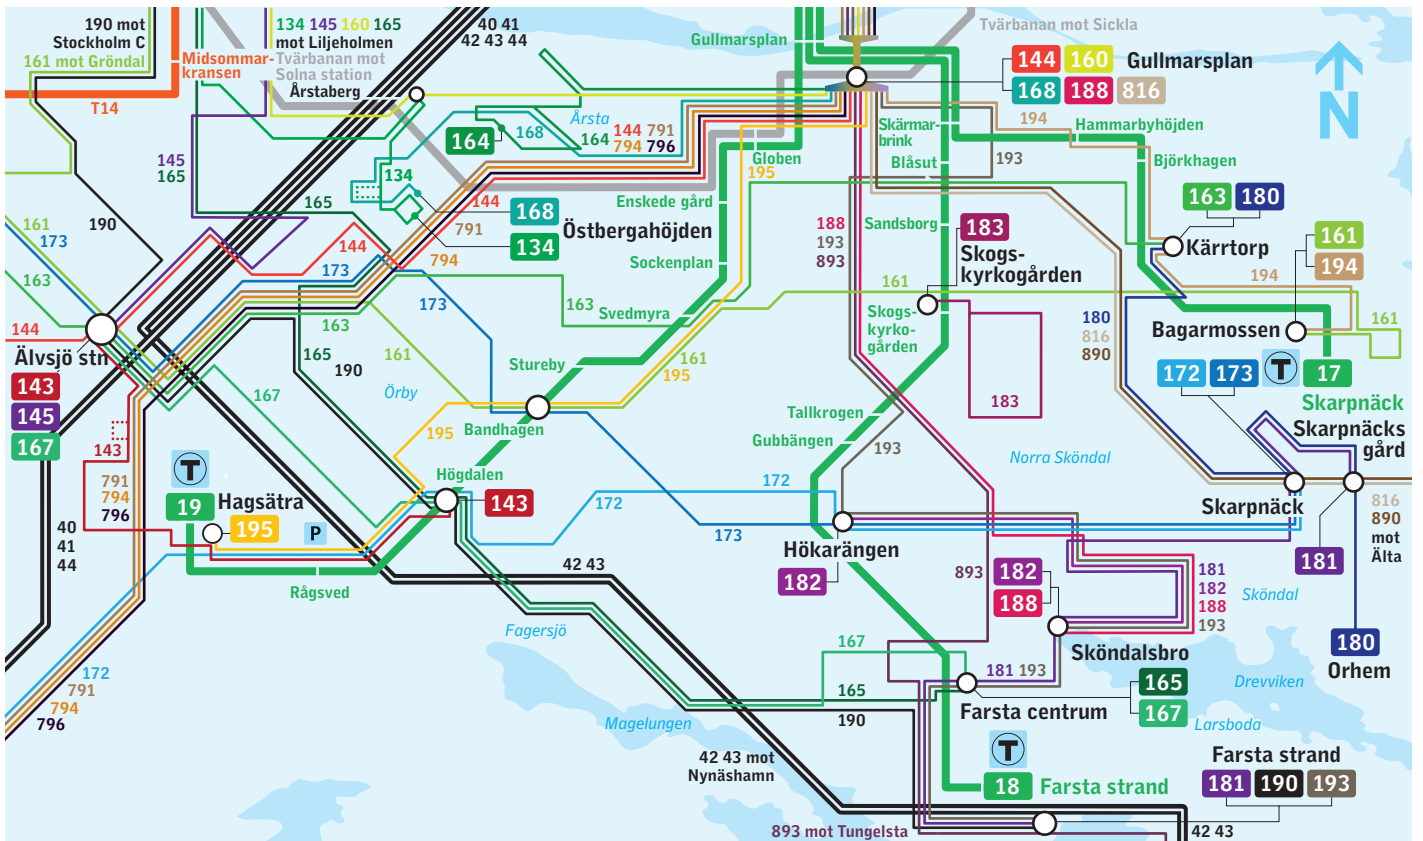 190 mot
Stockholm C
161 mot Gröndal
134 145 160 165
mot Liljeholmen
Tvärbanan mot
Solna station
Årstaberg
40 41
42 43 44
Gullmarsplan
Tvärbanan mot Sickla
144 160
168 188 816
Gullmarsplan
Midsommar-
kransen
T14
N
Årsta
164
168
164
144 791
794 796
Globen
195
Skärmar-
brink
Blåsut
194
193
Hammarbyhöjden
Björkhagen
145
165
134
165
190
144
791
794
168
134
Östbergahöjden
Enskede gård
Sockenplan
188
193
893
Sandsborg
183
Skogs-
kyrkogården
163 180
Kärrtorp
161
194
194
161
173
163
144
173
173
163
163
Svedmyra
161
Skogs-
kyrko-
gården
180
816
890
Bagarmossen
161
144
Älvsjö stn
143
145
167
165
190
161
Örby
Stureby
161
195
172 173
T
17
Skarpnäck
167
183
Tallkrogen
Gubbängen
193
Norra Sköndal
Skarpnäcks
gård
195
Bandhagen
143
791
794
796
T
19
Hagsätra
195
P
Högdalen
143
172
172
173
Hökarängen
182
Skarpnäck
181
816
890
mot
Älta
40
41
44
Rågsved
42 43
893
182
188
181
182
188
193
Sköndal
180
Orhem
Fagersjö
Sköndalsbro
167
181 193
165
190
165
167
Farsta centrum
Drevviken
Larsboda
172
791
794
796
Magelungen
42 43 mot
Nynäshamn
T
18
Farsta strand
Farsta strand
181 190 193
893 mot Tungelsta
42 43